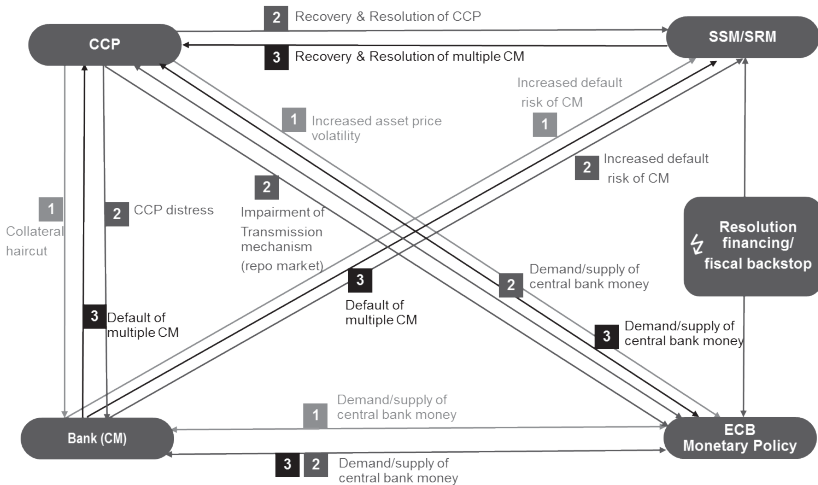 2 Recovery & Resolution of CCP
CCP
SSM/SRM
3 Recovery & Resolution of multiple CM
Increased default
risk of CM
1
1 Increased asset price
volatility
2 Increased default
risk of CM
2
Impairment of
Transmission
mechanism
(repo market)
1
Collateral
haircut
2 CCP distress
Resolution
financing/
fiscal backstop
2 Demand/supply of
central bank money
3
Default of
multiple CM
3 Default of
multiple CM
3 Demand/supply of
central bank money
1 Demand/supply of
central bank money
Bank (CM)
ECB
Monetary Policy
3 2 Demand/supply of
central bank money